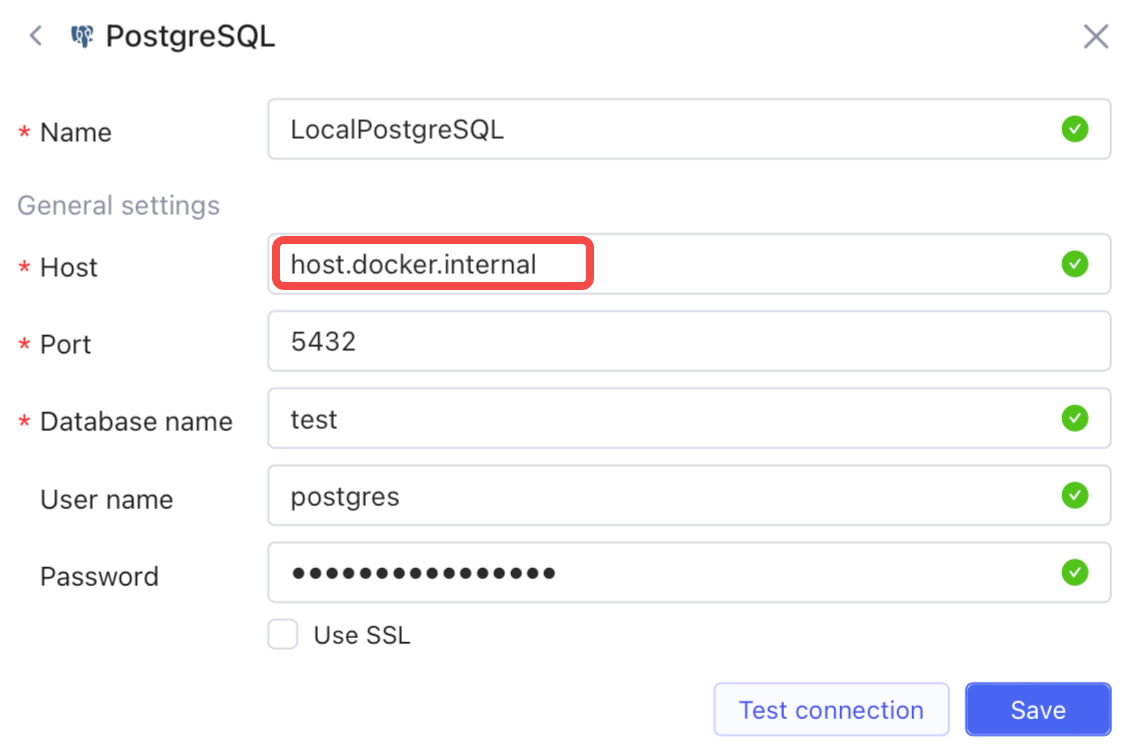 PostgreSQL
* Name LocalPostgreSQL
General settings
* Host host.docker.internal
* Port 5432
* Database name test
User name postgres
Password ••••••••••••••••
Use SSL
Test connection Save